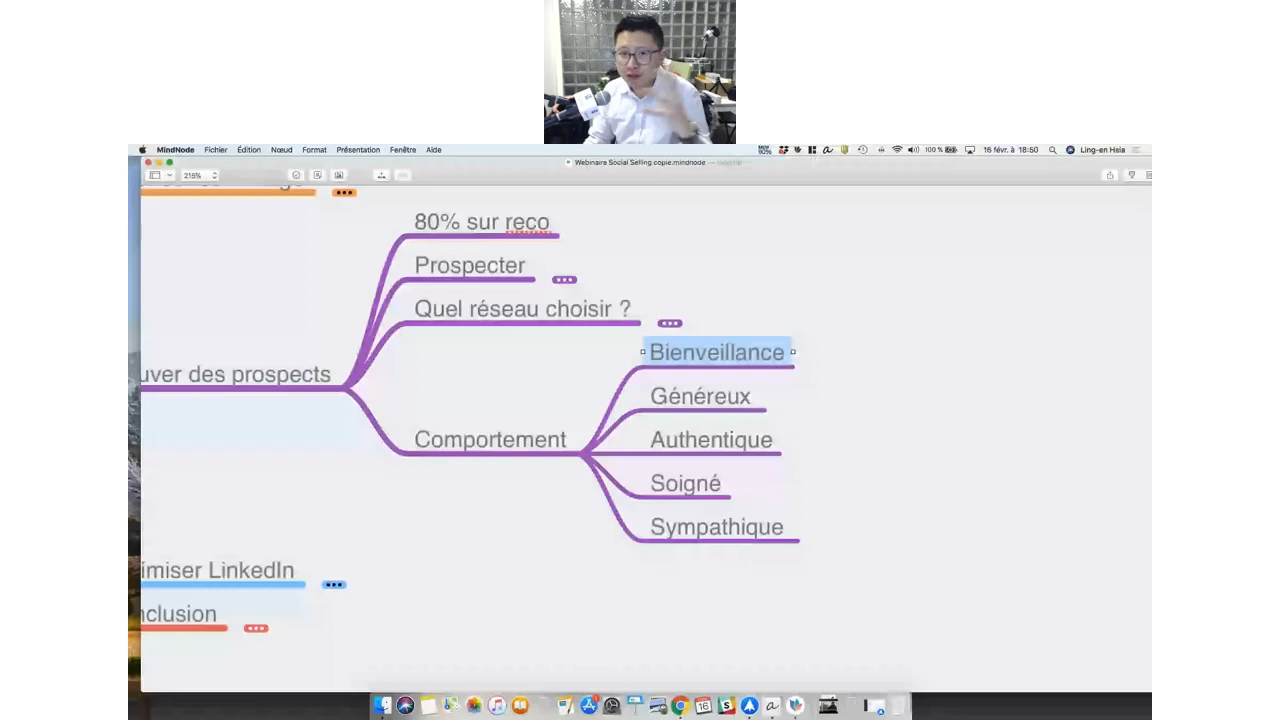 MindNode Fichier Édition Nœud Format Présentation Fenêtre Aide 100 % 16 févr. à 18:50 Ling-en Hsia
Webinaire Social Selling copie.mindnode
215%
80% sur reco
Prospecter
Quel réseau choisir ?
Bienveillance
uver des prospects
Généreux
Comportement
Authentique
Soigné
Sympathique
imiser LinkedIn
nclusion
16